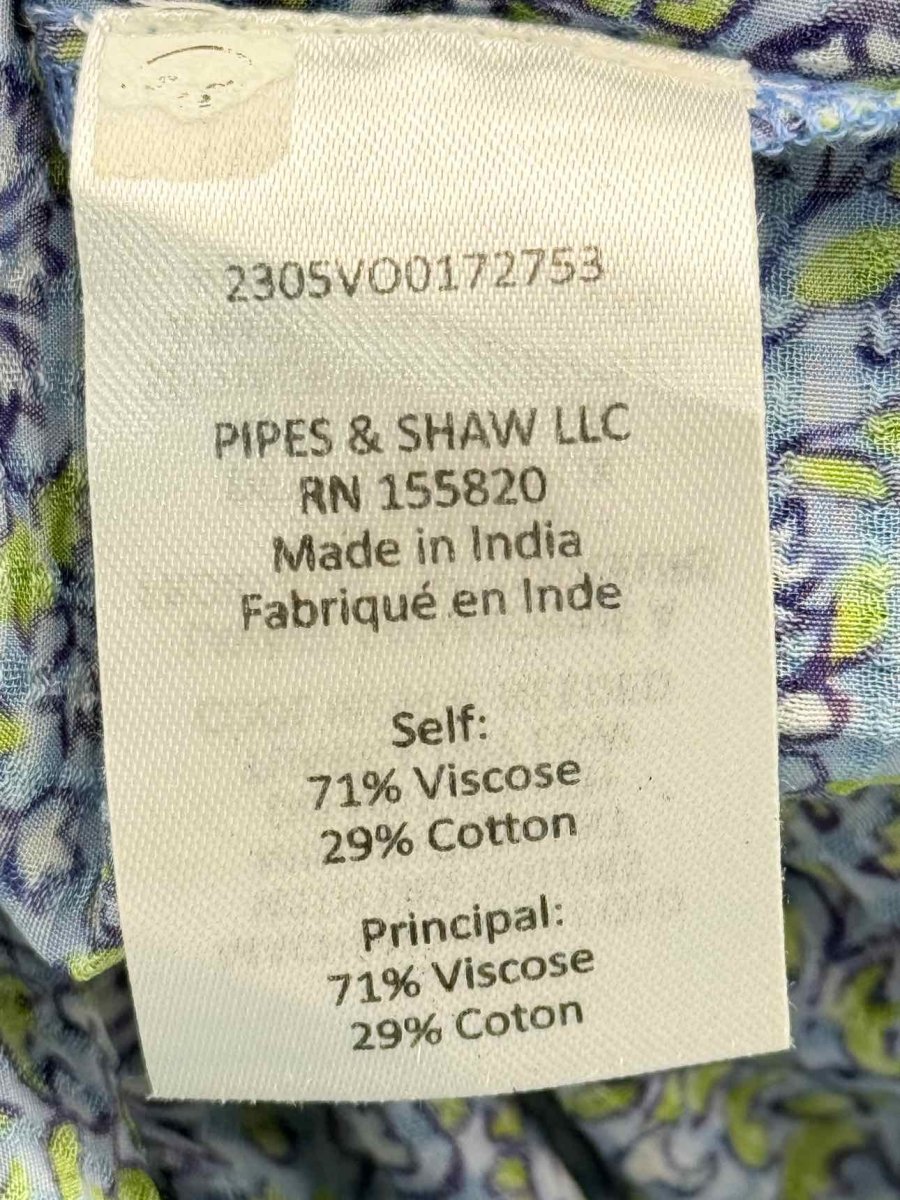 2305VO0172753
PIPES & SHAW LLC
RN 155820
Made in India
Fabriqué en Inde
Self:
71% Viscose
29% Cotton
Principal:
71% Viscose
29% Coton